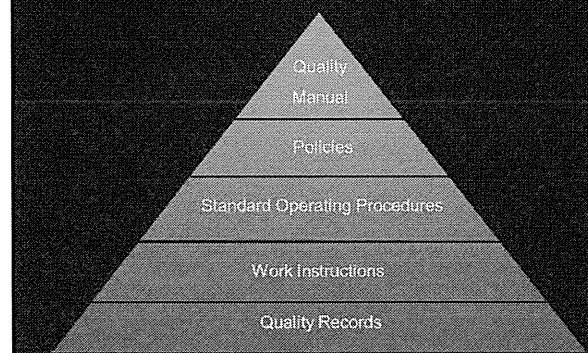 Quality
Manual
Policies
Standard Operating Procedures
Work Instructions
Quality Records